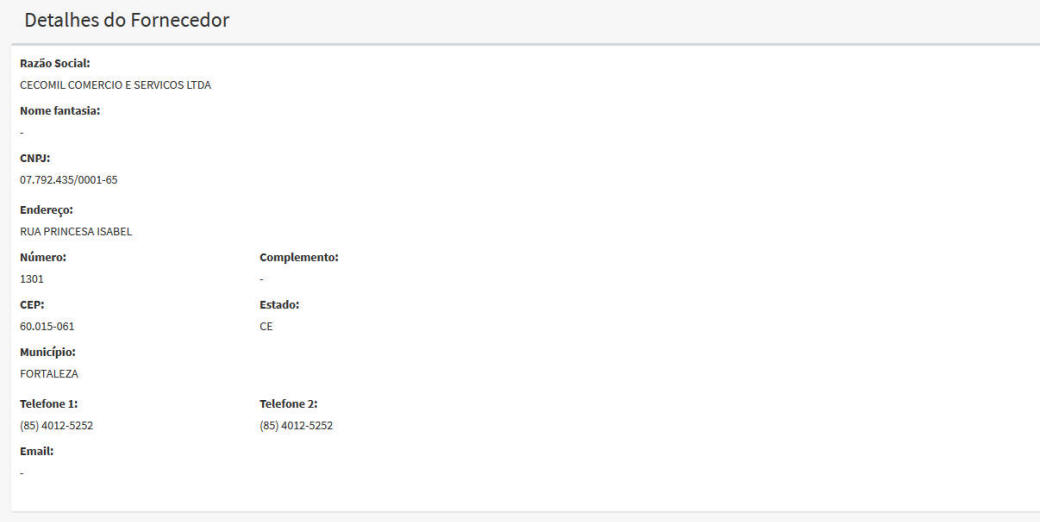 Detalhes do Fornecedor
Razão Social:
CECOMIL COMERCIO E SERVICOS LTDA
Nome fantasia:
-
CNPJ:
07.792.435/0001-65
Endereço:
RUA PRINCESA ISABEL
Número: Complemento:
1301 -
CEP: Estado:
60.015-061 CE
Município:
FORTALEZA
Telefone 1: Telefone 2:
(85) 4012-5252 (85) 4012-5252
Email:
-